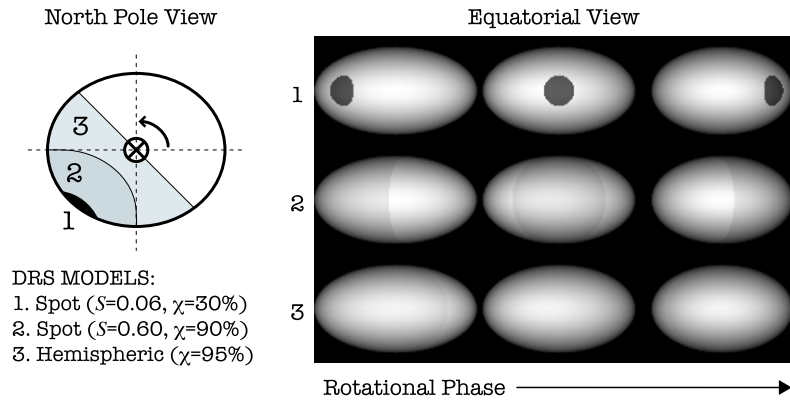 North Pole View
Equatorial View
3
2
1
1
2
3
DRS MODELS:
1. Spot (S=0.06, χ=30%)
2. Spot (S=0.60, χ=90%)
3. Hemispheric (χ=95%)
Rotational Phase